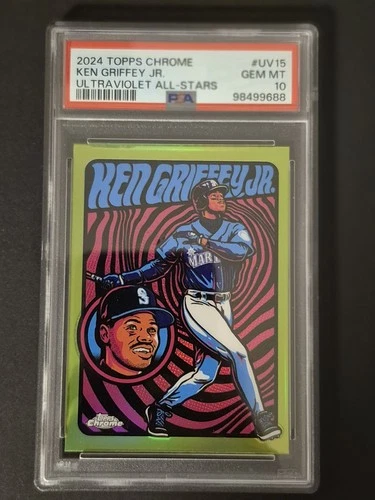 2024 TOPPS CHROME #UV15
KEN GRIFFEY JR. GEM MT
ULTRAVIOLET ALL-STARS 10
PSA 98499688
KEN GRIFFEY JR.
MAR
S
Topps
Chrome